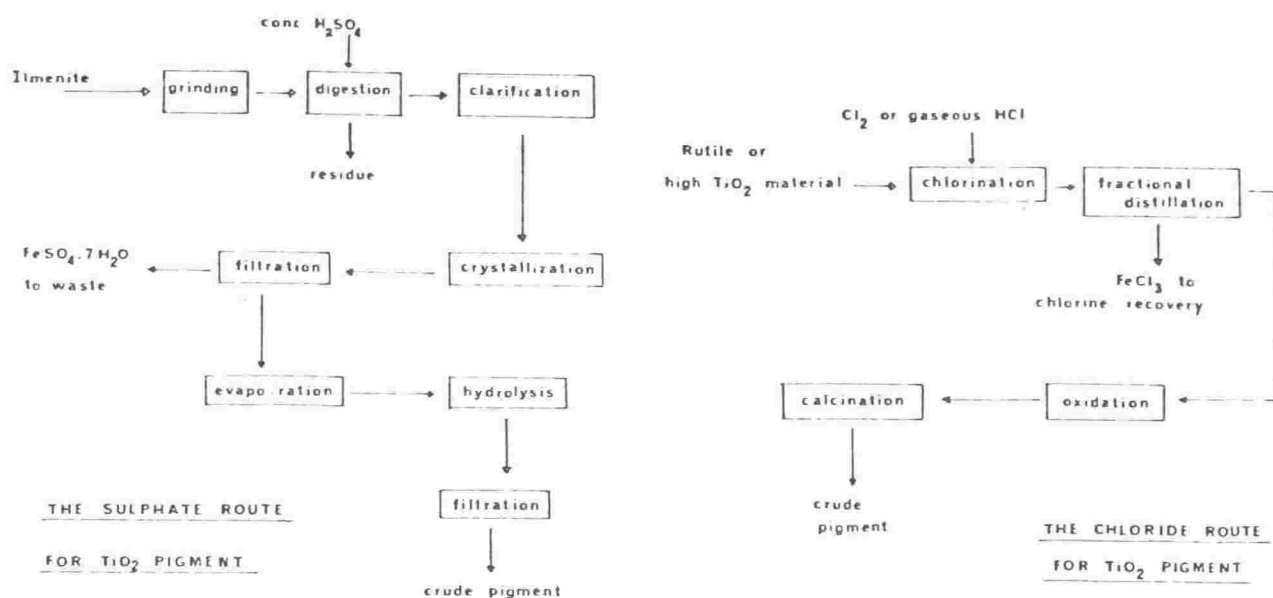 conc H₂SO₄
Ilmenite
grinding
digestion
clarification
residue
FeSO₄.7H₂O
to waste
filtration
crystallization
evaporation
hydrolysis
filtration
crude pigment
THE SULPHATE ROUTE
FOR TiO₂ PIGMENT
Cl₂ or gaseous HCl
Rutile or
high TiO₂ material
chlorination
fractional
distillation
FeCl₃ to
chlorine recovery
calcination
oxidation
crude
pigment
THE CHLORIDE ROUTE
FOR TiO₂ PIGMENT